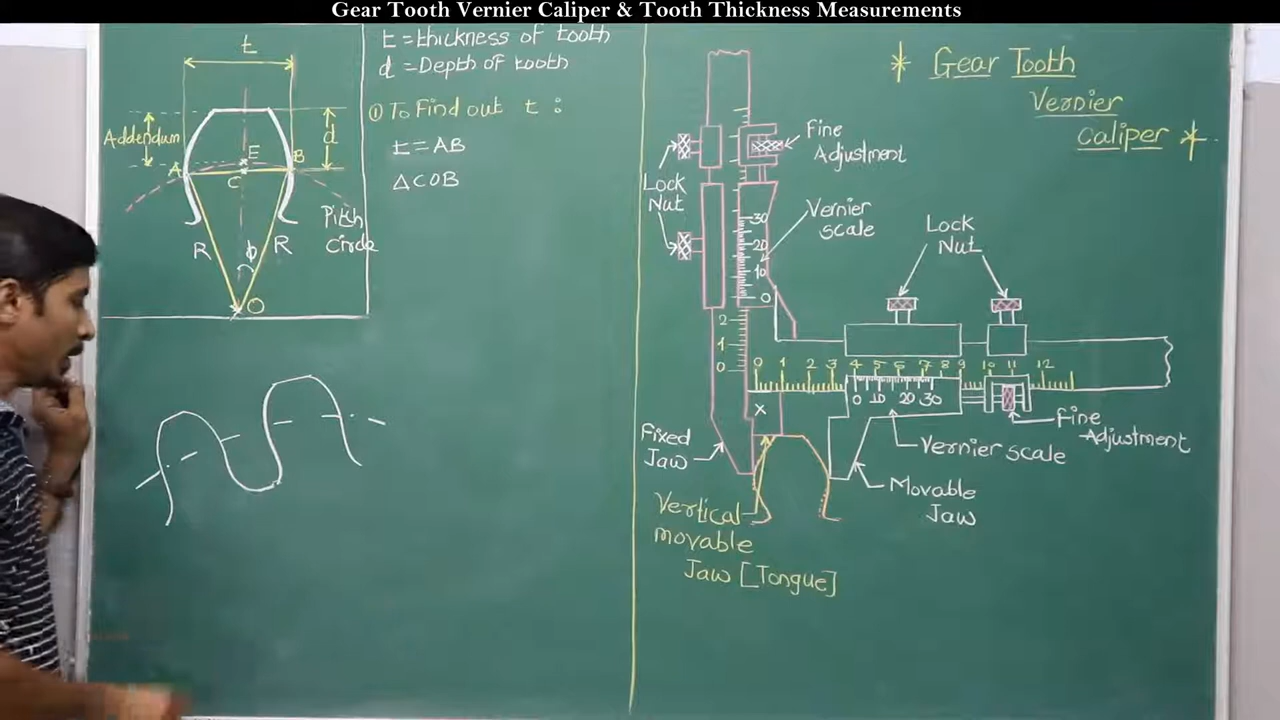 Gear Tooth Vernier Caliper & Tooth Thickness Measurements
t = thickness of tooth
d = Depth of tooth
① To Find out t :
t = AB
△COB
t
Addendum
d
A
E
B
C
R
R
ϕ
O
Pitch
circle
* Gear Tooth
Vernier
Caliper *
Fine
Adjustment
Lock
Nut
Vernier
scale
30
20
10
0
2
1
0
Lock
Nut
0 1 2 3 4 5 6 7 8 9 10 11 12
0 10 20 30
x
Fine
Adjustment
Vernier scale
Fixed
Jaw
Movable
Jaw
Vertical
movable
Jaw [Tongue]